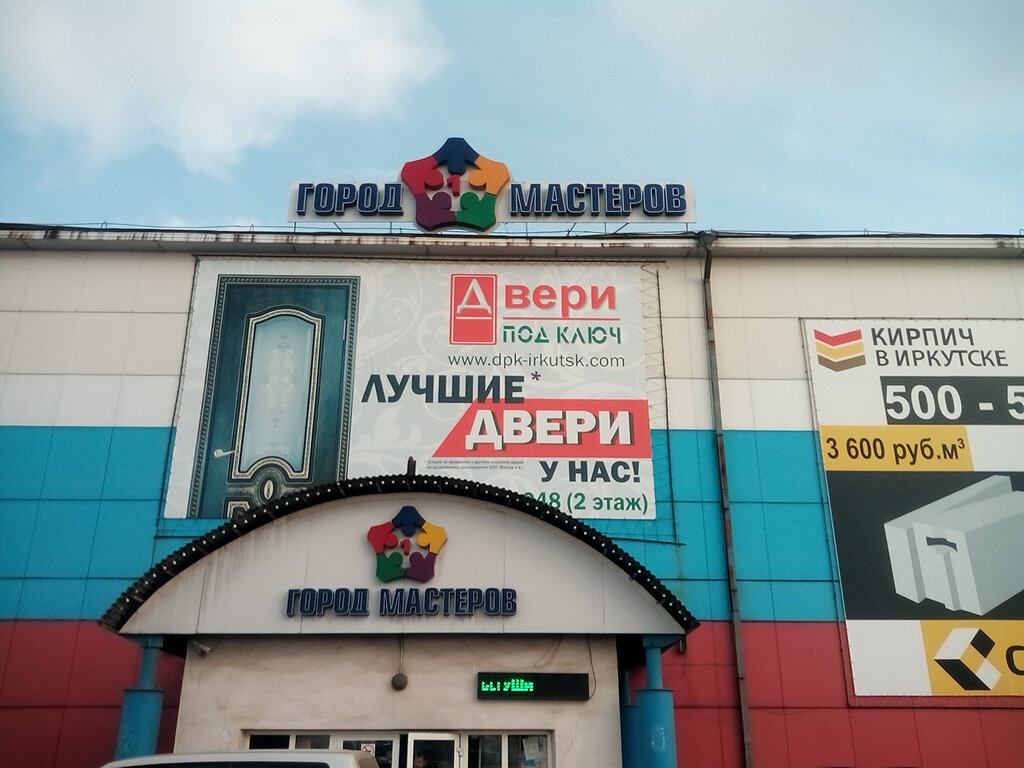 ГОРОД МАСТЕРОВ
Двери
ПОД КЛЮЧ
www.dpk-irkutsk.com
ЛУЧШИЕ*
ДВЕРИ
У НАС!
(2 этаж)
КИРПИЧ
В ИРКУТСКЕ
500 - 5
3 600 руб.м³
ГОРОД МАСТЕРОВ